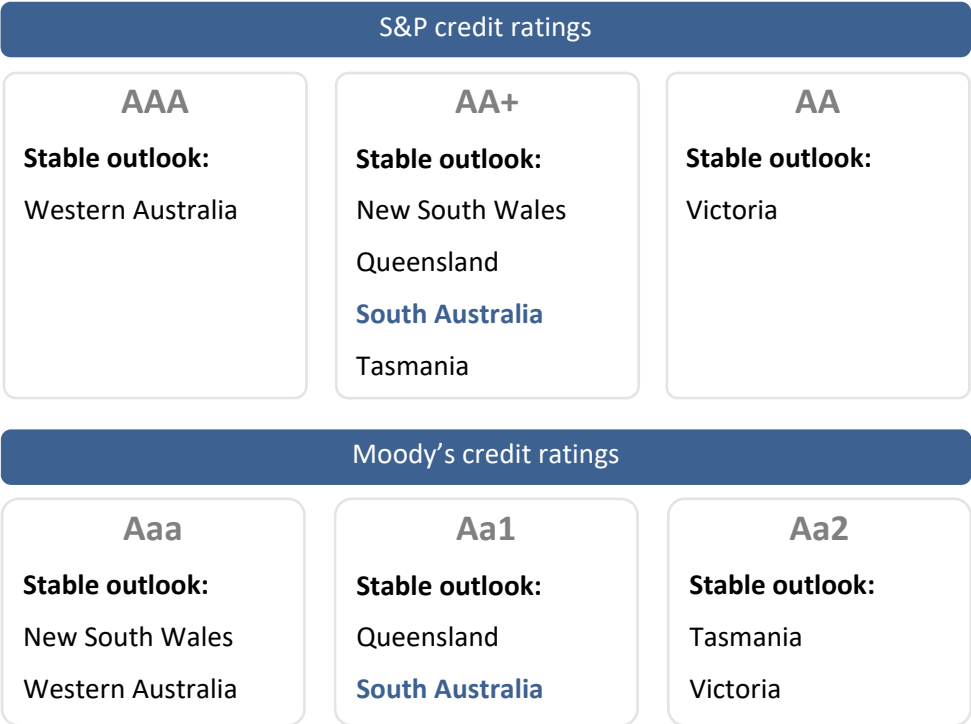 S&P credit ratings
AAA
Stable outlook:
Western Australia
AA+
Stable outlook:
New South Wales
Queensland
South Australia
Tasmania
AA
Stable outlook:
Victoria
Moody’s credit ratings
Aaa
Stable outlook:
New South Wales
Western Australia
Aa1
Stable outlook:
Queensland
South Australia
Aa2
Stable outlook:
Tasmania
Victoria